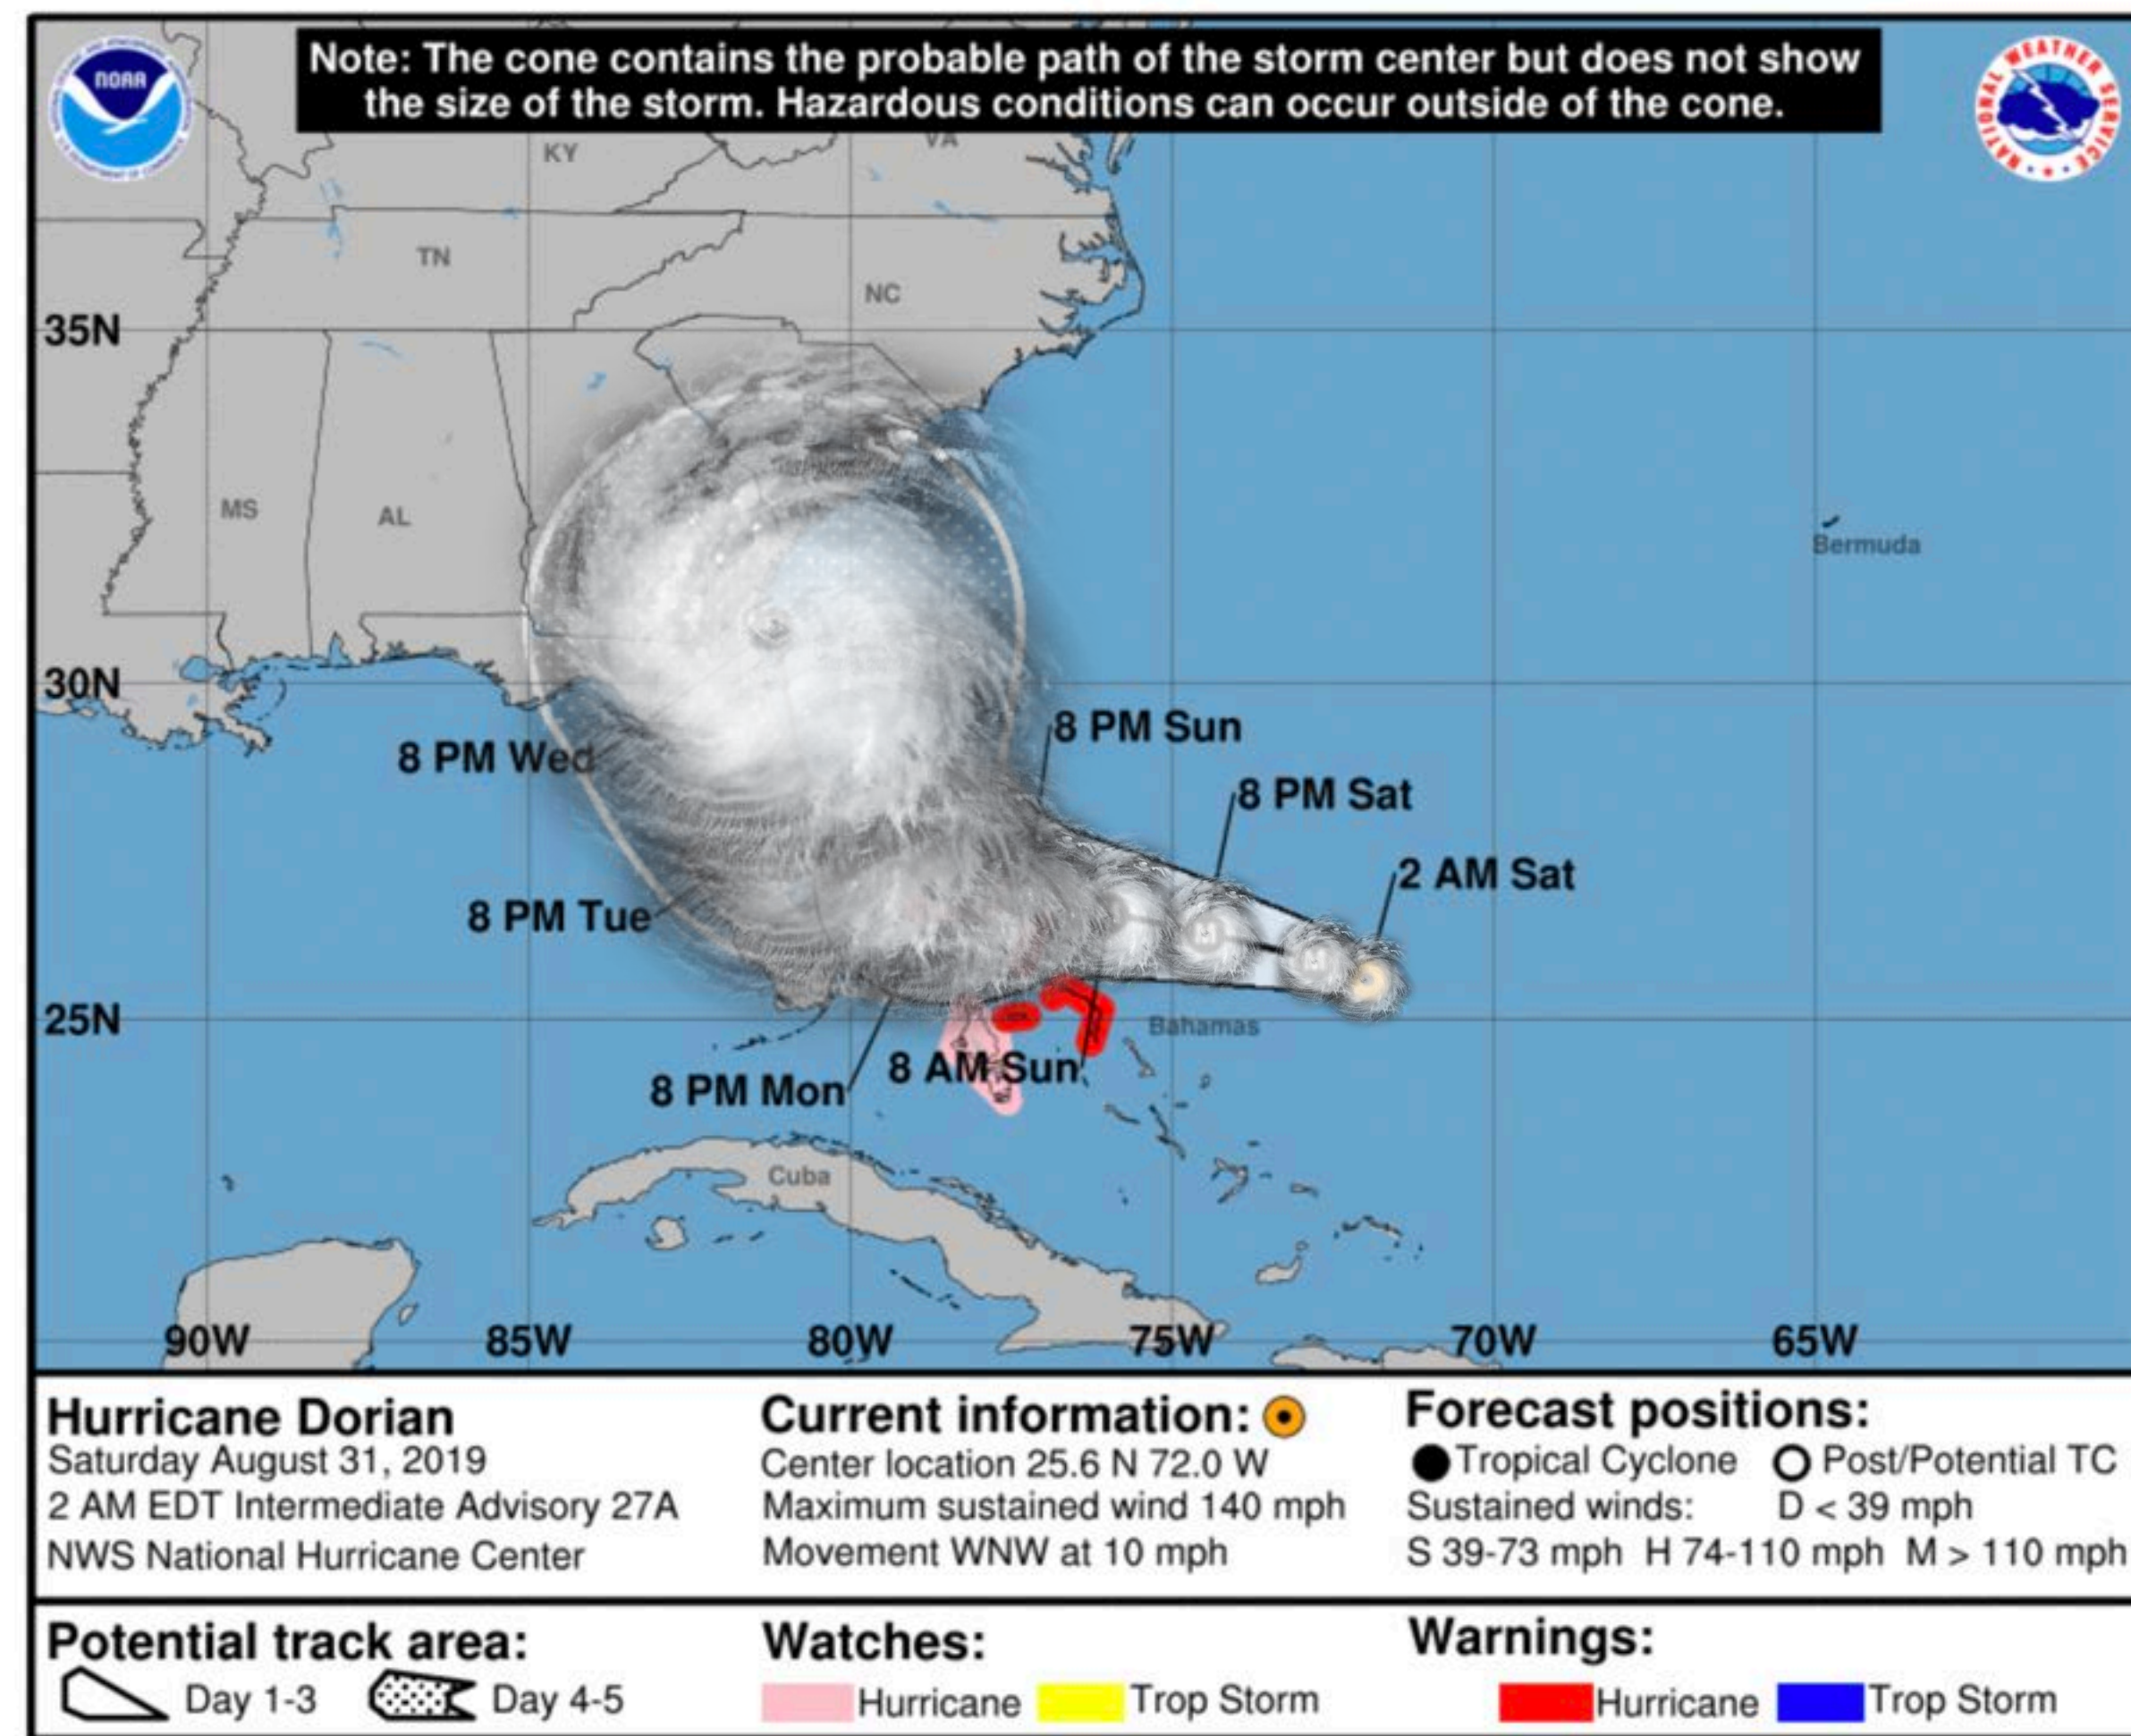 Note: The cone contains the probable path of the storm center but does not show
the size of the storm. Hazardous conditions can occur outside of the cone.
NOAA
NATIONAL WEATHER SERVICE
KY
VA
TN
NC
35N
MS
AL
Bermuda
30N
8 PM Sun
8 PM Wed
8 PM Sat
2 AM Sat
8 PM Tue
M
M
25N
Bahamas
8 AM Sun
8 PM Mon
Cuba
90W
85W
80W
75W
70W
65W
Hurricane Dorian
Saturday August 31, 2019
2 AM EDT Intermediate Advisory 27A
NWS National Hurricane Center
Current information:
Center location 25.6 N 72.0 W
Maximum sustained wind 140 mph
Movement WNW at 10 mph
Forecast positions:
Tropical Cyclone Post/Potential TC
Sustained winds: D < 39 mph
S 39-73 mph H 74-110 mph M > 110 mph
Potential track area:
Day 1-3 Day 4-5
Watches:
Hurricane Trop Storm
Warnings:
Hurricane Trop Storm